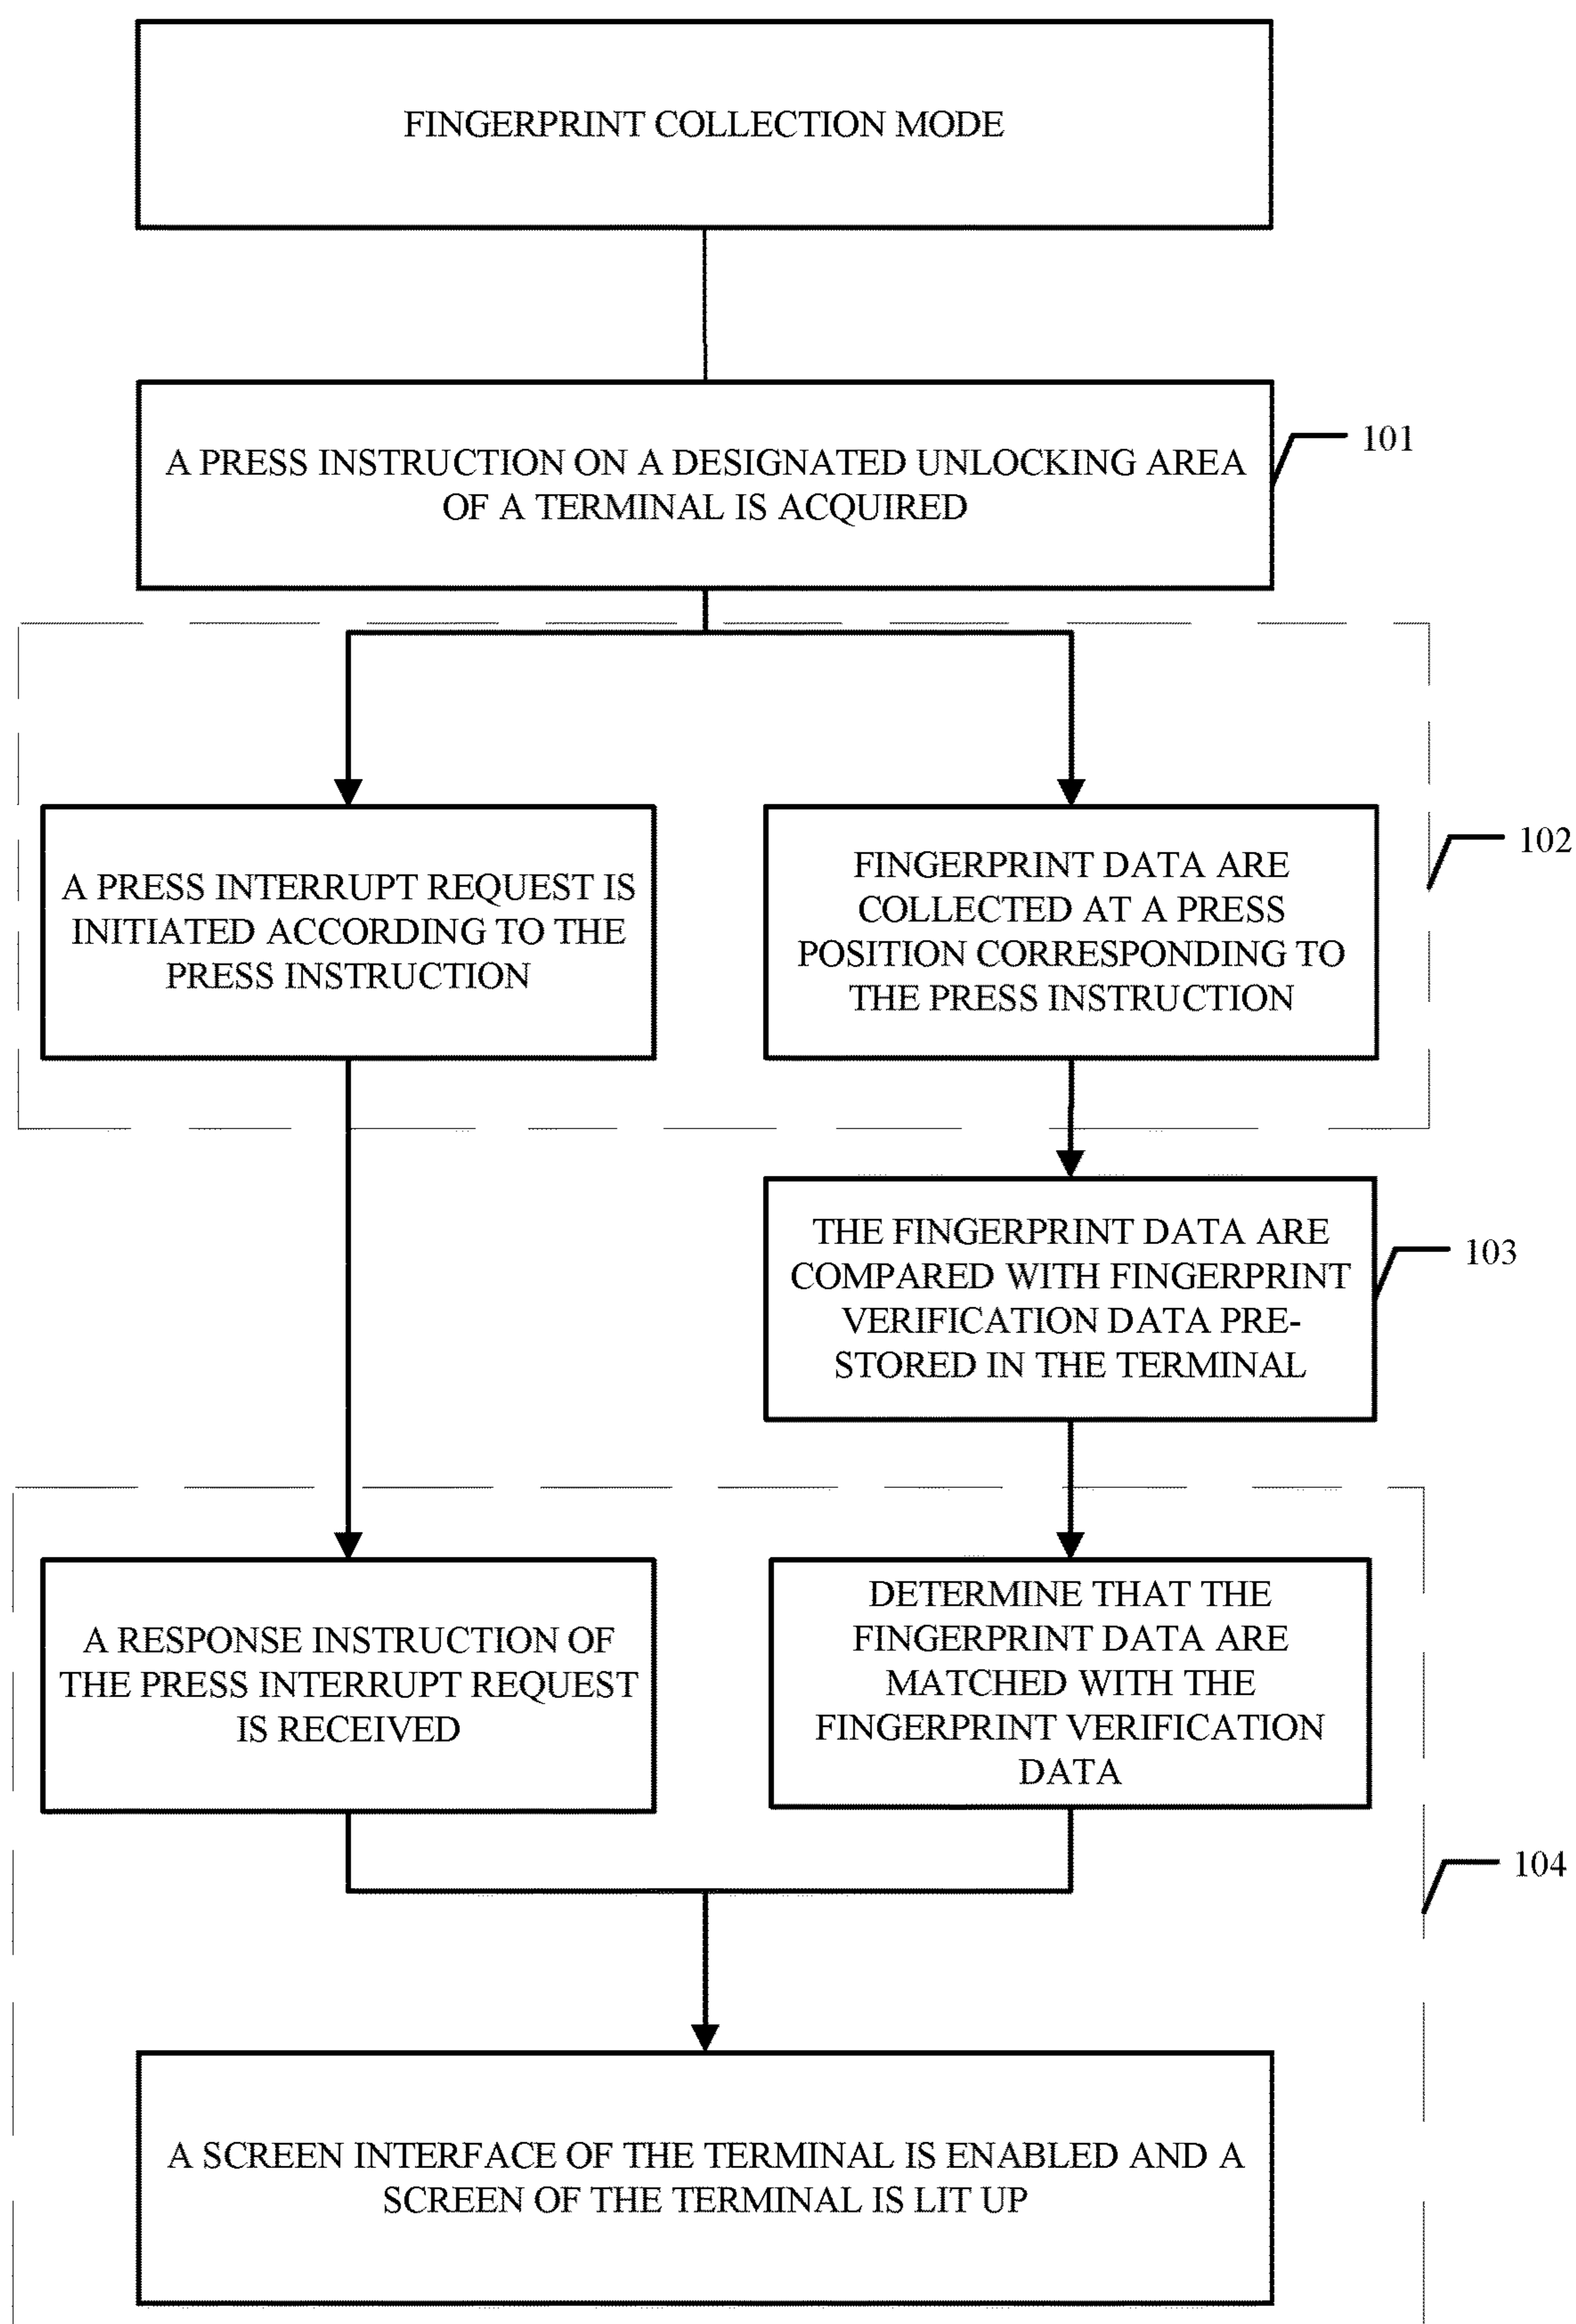 FINGERPRINT COLLECTION MODE
A PRESS INSTRUCTION ON A DESIGNATED UNLOCKING AREA
OF A TERMINAL IS ACQUIRED
101
A PRESS INTERRUPT REQUEST IS
INITIATED ACCORDING TO THE
PRESS INSTRUCTION
FINGERPRINT DATA ARE
COLLECTED AT A PRESS
POSITION CORRESPONDING TO
THE PRESS INSTRUCTION
102
THE FINGERPRINT DATA ARE
COMPARED WITH FINGERPRINT
VERIFICATION DATA PRE-
STORED IN THE TERMINAL
103
A RESPONSE INSTRUCTION OF
THE PRESS INTERRUPT REQUEST
IS RECEIVED
DETERMINE THAT THE
FINGERPRINT DATA ARE
MATCHED WITH THE
FINGERPRINT VERIFICATION
DATA
104
A SCREEN INTERFACE OF THE TERMINAL IS ENABLED AND A
SCREEN OF THE TERMINAL IS LIT UP